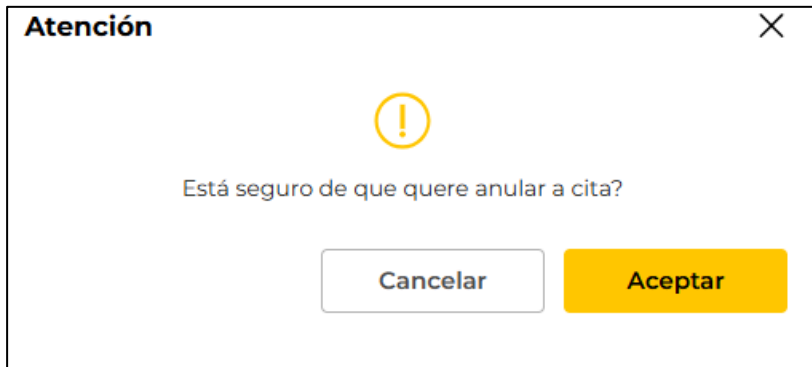 Atención
Está seguro de que quere anular a cita?
Cancelar
Aceptar